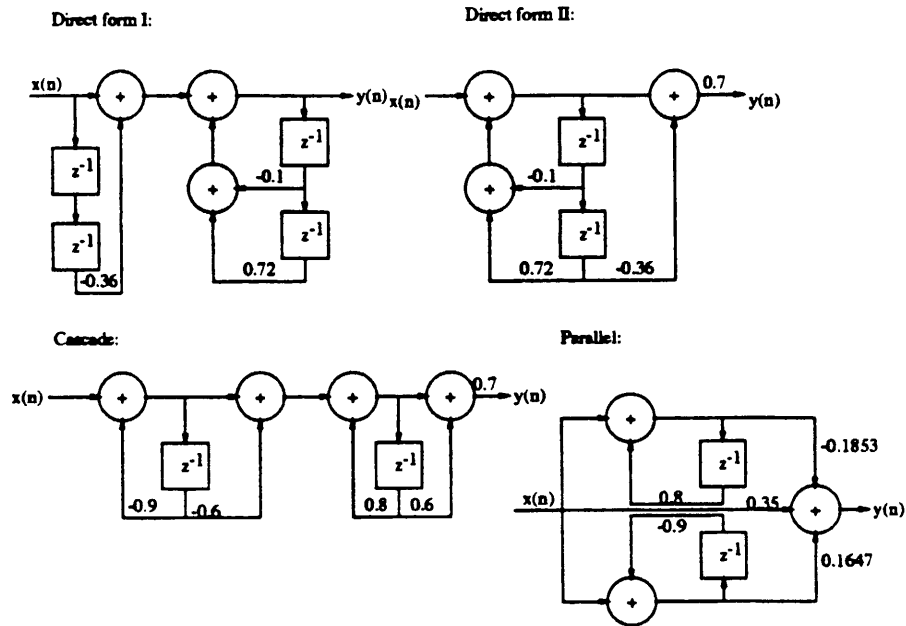 Direct form I:
Direct form II:
x(n)
+
+
y(n)
x(n)
+
+
0.7
y(n)
z-1
z-1
z-1
-0.1
+
z-1
-0.36
0.72
z-1
-0.1
+
z-1
0.72
-0.36
Cascade:
Parallel:
x(n)
+
+
+
+
0.7
y(n)
z-1
-0.9
-0.6
z-1
0.8
0.6
+
z-1
-0.1853
0.8
x(n)
0.35
+
y(n)
-0.9
z-1
0.1647
+